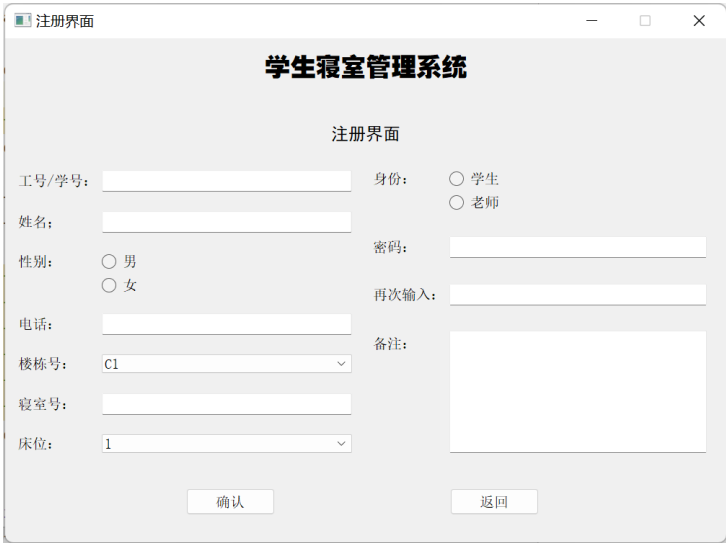 注册界面
学生寝室管理系统
注册界面
工号/学号：
姓名；
性别：
男
女
电话：
楼栋号：
C1
寝室号：
床位：
1
身份：
学生
老师
密码：
再次输入：
备注：
确认
返回